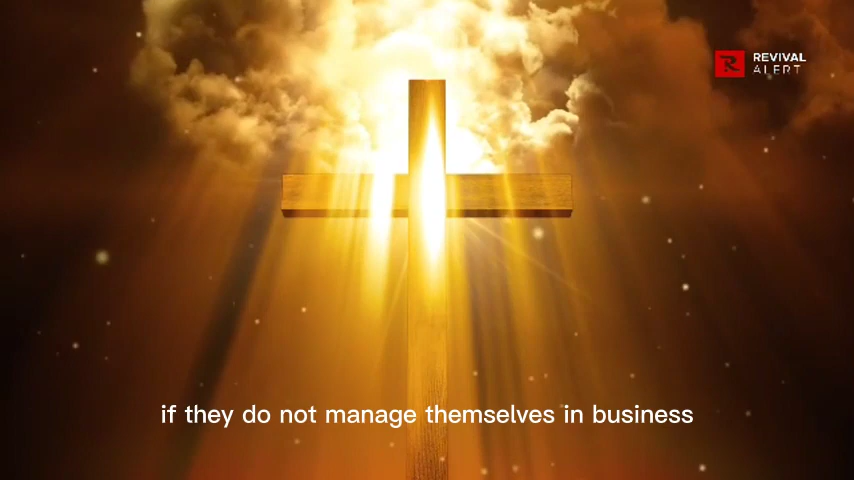 REVIVAL
ALERT
if they do not manage themselves in business